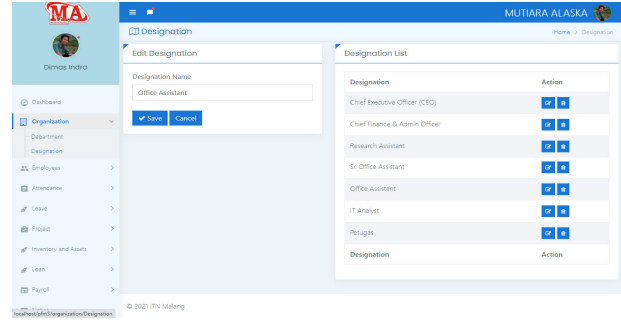 MA
MUTIARA ALASKA
Designation
Home > Designation
Dimas Indra
Dashboard
Organization
Department
Designation
Employees
Attendance
Leave
Project
Inventory and Assets
Loan
Payroll
localhost/pfm3/organization/Designation
Edit Designation
Designation Name
Office Assistant
Save Cancel
Designation List
Designation Action
Chief Executive Officer (CEO)
Chief Finance & Admin Officer
Research Assistant
Sr. Office Assistant
Office Assistant
IT Analyst
Petugas
Designation Action
© 2021 ITN Malang